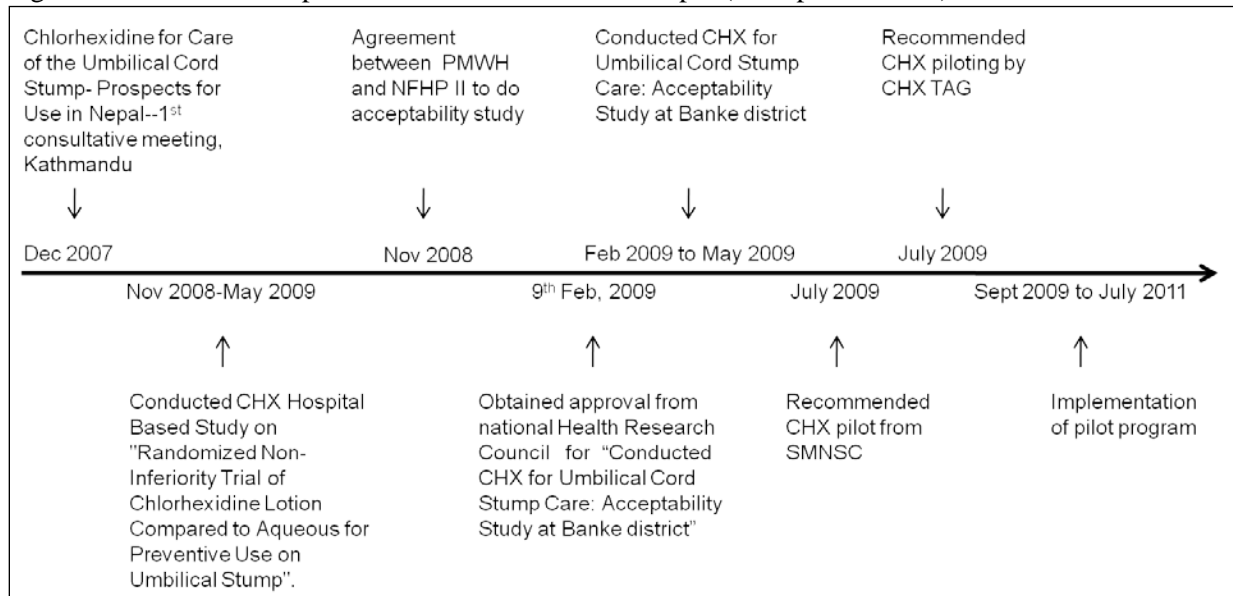 Chlorhexidine for Care
of the Umbilical Cord
Stump- Prospects for
Use in Nepal--1st
consultative meeting,
Kathmandu
Agreement
between PMWH
and NFHP II to do
acceptability study
Conducted CHX for
Umbilical Cord Stump
Care: Acceptability
Study at Banke district
Recommended
CHX piloting by
CHX TAG
Dec 2007
Nov 2008
Feb 2009 to May 2009
July 2009
Nov 2008-May 2009
9th Feb, 2009
July 2009
Sept 2009 to July 2011
Conducted CHX Hospital
Based Study on
"Randomized Non-
Inferiority Trial of
Chlorhexidine Lotion
Compared to Aqueous for
Preventive Use on
Umbilical Stump".
Obtained approval from
national Health Research
Council for “Conducted
CHX for Umbilical Cord
Stump Care: Acceptability
Study at Banke district”
Recommended
CHX pilot from
SMNSC
Implementation
of pilot program